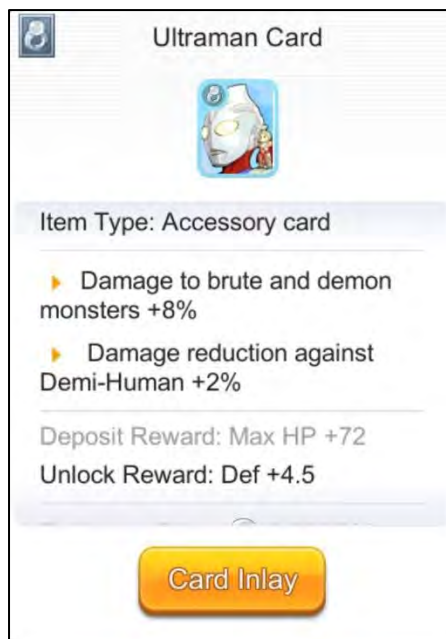 Ultraman Card
Item Type: Accessory card
Damage to brute and demon
monsters +8%
Damage reduction against
Demi-Human +2%
Deposit Reward: Max HP +72
Unlock Reward: Def +4.5
Card Inlay